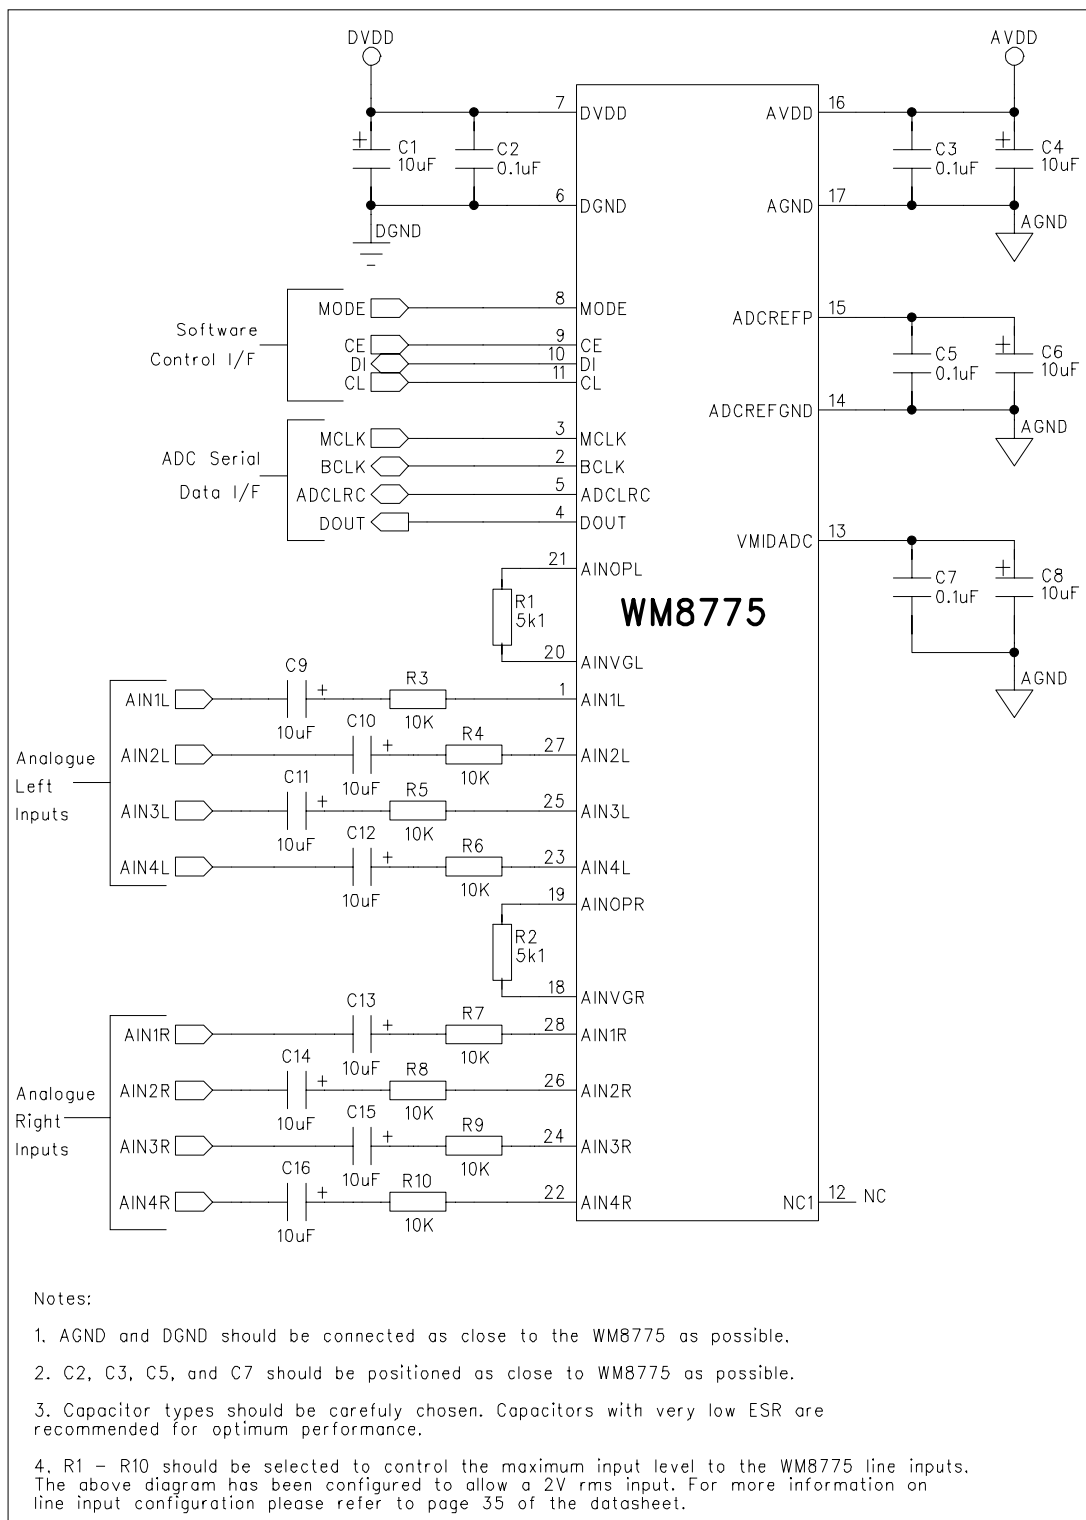 DVDD
AVDD
7 DVDD
AVDD 16
+ C1
10uF
C2
0.1uF
C3
0.1uF
+ C4
10uF
6 DGND
AGND 17
DGND
AGND
Software
Control I/F
MODE 8 MODE
CE 9 CE
DI 10 DI
CL 11 CL
ADCREFP 15
C5
0.1uF
+ C6
10uF
ADCREFGND 14
AGND
ADC Serial
Data I/F
MCLK 3 MCLK
BCLK 2 BCLK
ADCLRC 5 ADCLRC
DOUT 4 DOUT
VMIDADC 13
C7
0.1uF
+ C8
10uF
AGND
21 AINOPL
R1
5k1
WM8775
20 AINVGL
Analogue
Left
Inputs
AIN1L C9 + 10uF R3 10K 1 AIN1L
AIN2L C10 + 10uF R4 10K 27 AIN2L
AIN3L C11 + 10uF R5 10K 25 AIN3L
AIN4L C12 + 10uF R6 10K 23 AIN4L
19 AINOPR
R2
5k1
18 AINVGR
Analogue
Right
Inputs
AIN1R C13 + 10uF R7 10K 28 AIN1R
AIN2R C14 + 10uF R8 10K 26 AIN2R
AIN3R C15 + 10uF R9 10K 24 AIN3R
AIN4R C16 + 10uF R10 10K 22 AIN4R
NC1 12 NC
Notes:
1. AGND and DGND should be connected as close to the WM8775 as possible.
2. C2, C3, C5, and C7 should be positioned as close to WM8775 as possible.
3. Capacitor types should be carefuly chosen. Capacitors with very low ESR are
recommended for optimum performance.
4. R1 - R10 should be selected to control the maximum input level to the WM8775 line inputs.
The above diagram has been configured to allow a 2V rms input. For more information on
line input configuration please refer to page 35 of the datasheet.